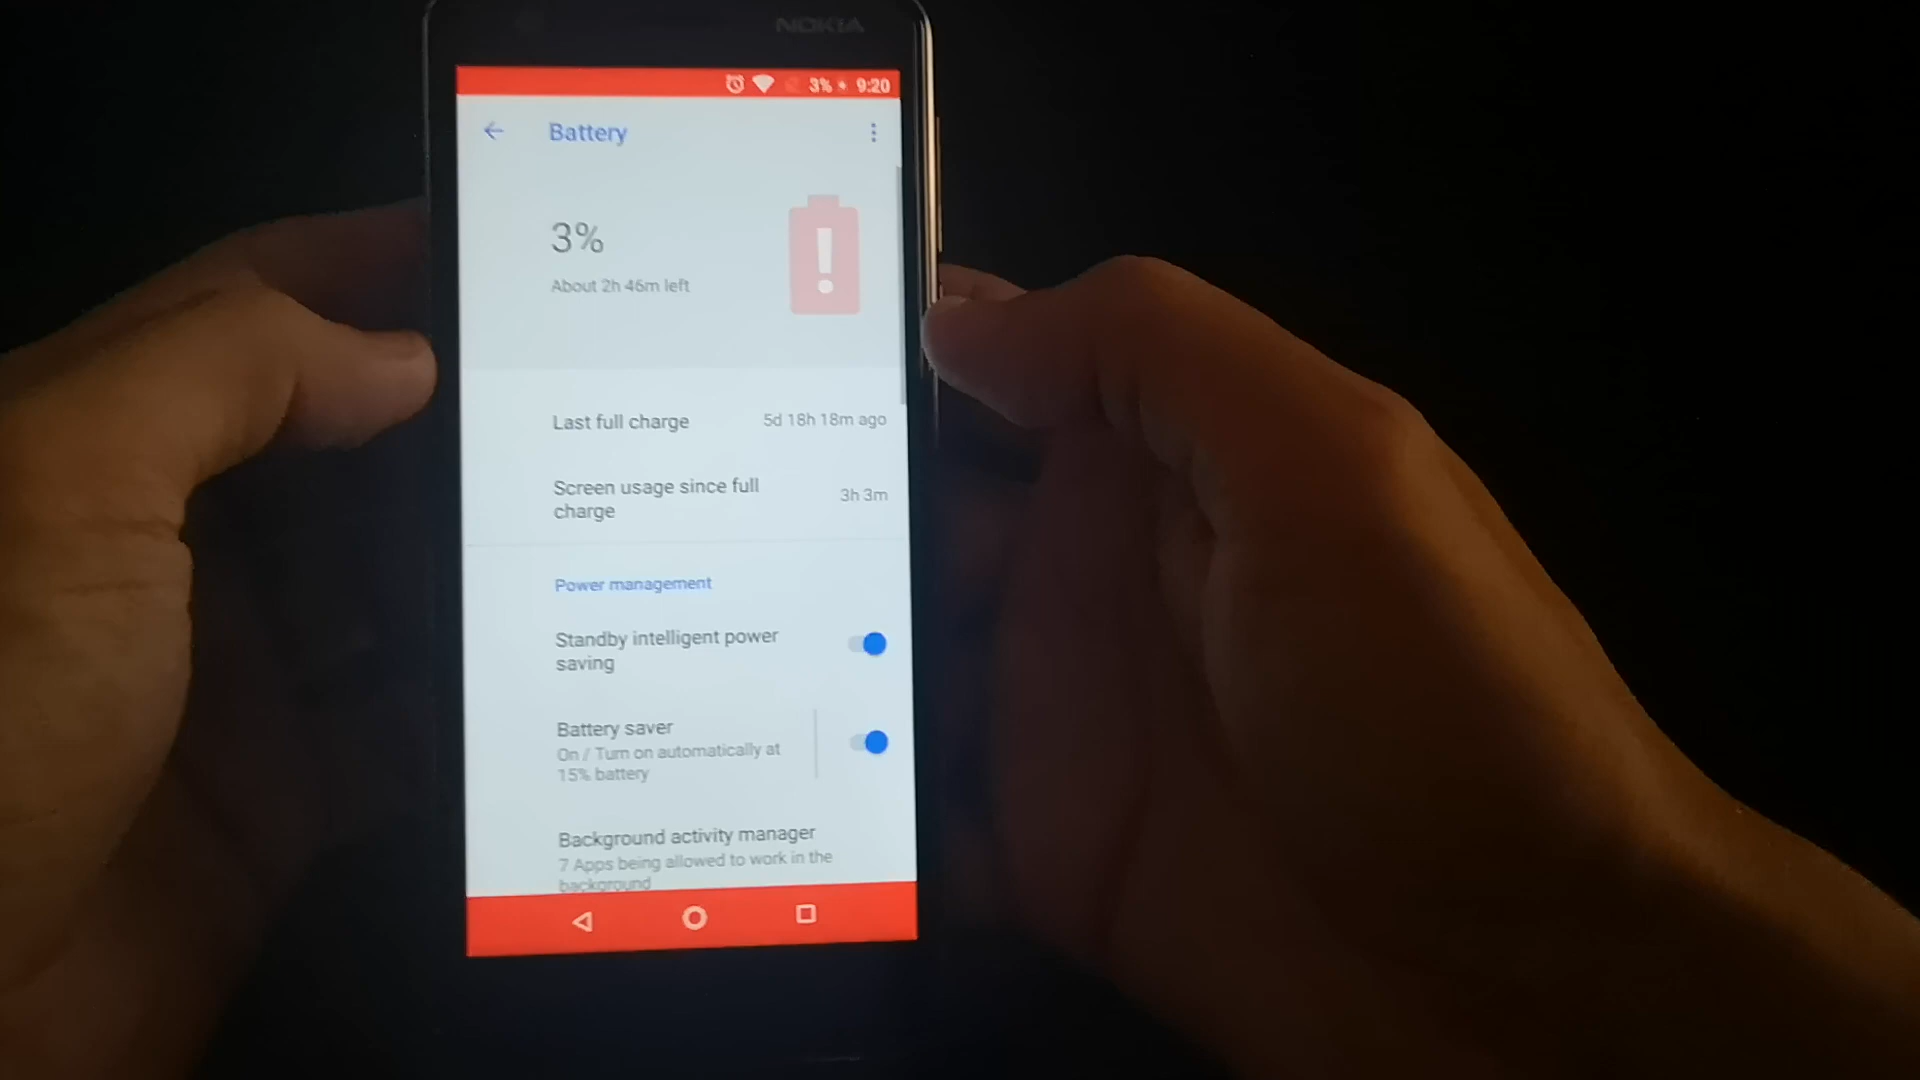 NOKIA
3% 9:20
Battery
3%
About 2h 46m left
Last full charge 5d 18h 18m ago
Screen usage since full
charge
3h 3m
Power management
Standby intelligent power
saving
Battery saver
On / Turn on automatically at
15% battery
Background activity manager
7 Apps being allowed to work in the
background